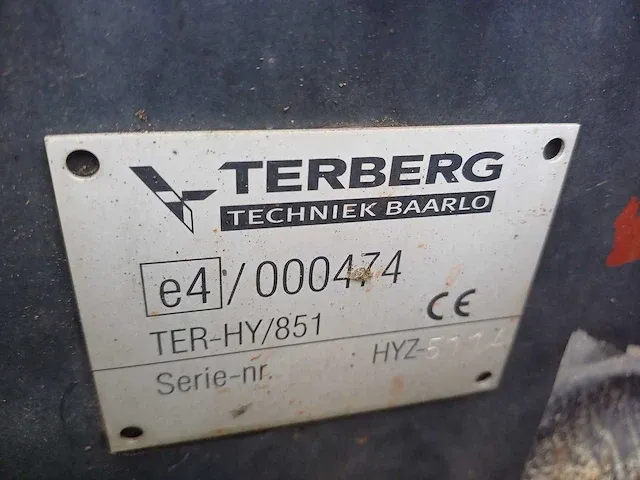 TERBERG
TECHNIEK BAARLO
e4/000474
CE
TER-HY/851
Serie-nr.